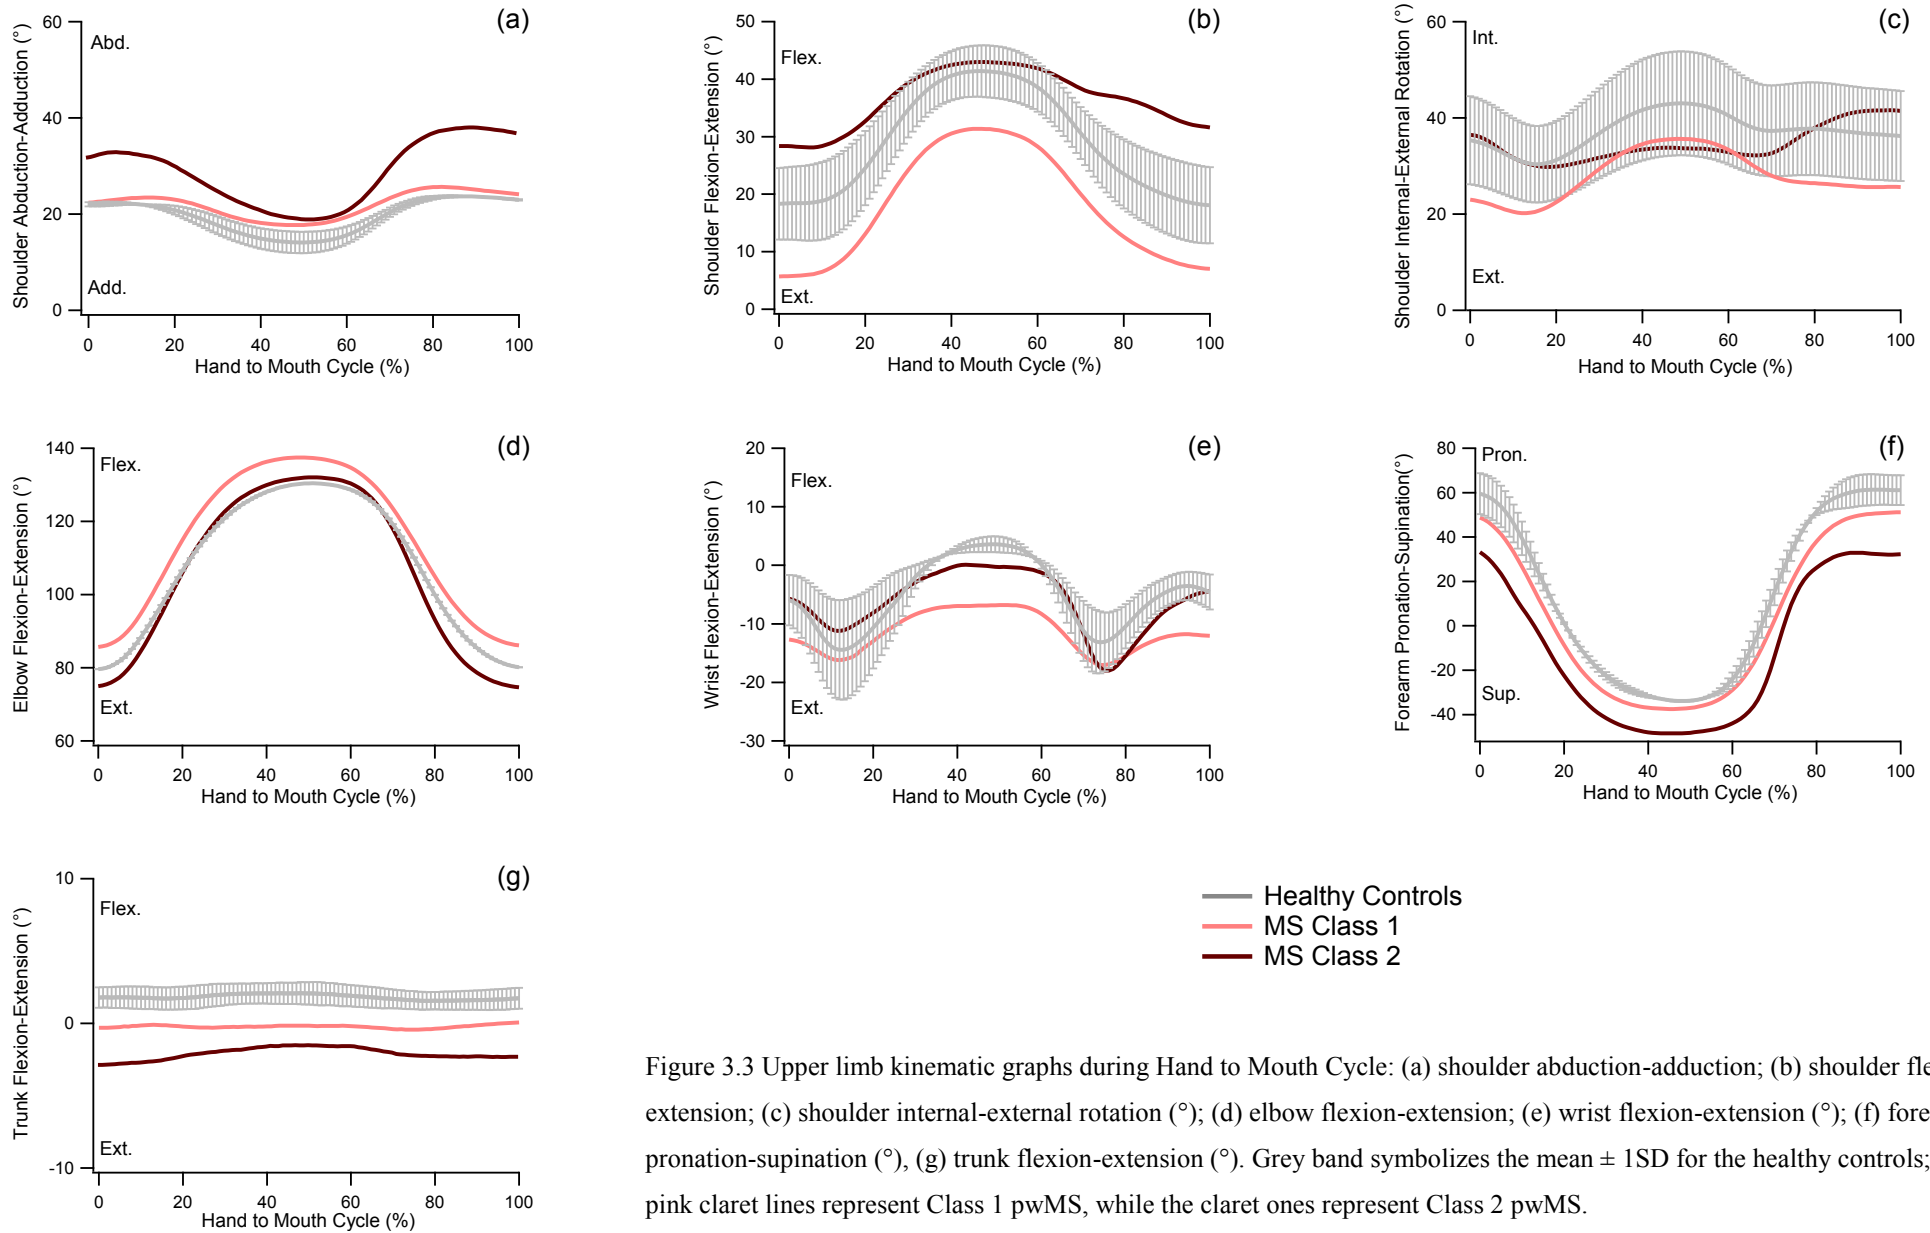 (a)
Shoulder Abduction-Adduction (°)
60
40
20
0
Abd.
Add.
0 20 40 60 80 100
Hand to Mouth Cycle (%)
(b)
Shoulder Flexion-Extension (°)
50
40
30
20
10
0
Flex.
Ext.
0 20 40 60 80 100
Hand to Mouth Cycle (%)
(c)
Shoulder Internal-External Rotation (°)
60
40
20
0
Int.
Ext.
0 20 40 60 80 100
Hand to Mouth Cycle (%)
(d)
Elbow Flexion-Extension (°)
140
120
100
80
60
Flex.
Ext.
0 20 40 60 80 100
Hand to Mouth Cycle (%)
(e)
Wrist Flexion-Extension (°)
20
10
0
-10
-20
-30
Flex.
Ext.
0 20 40 60 80 100
Hand to Mouth Cycle (%)
(f)
Forearm Pronation-Supination(°)
80
60
40
20
0
-20
-40
Pron.
Sup.
0 20 40 60 80 100
Hand to Mouth Cycle (%)
(g)
Trunk Flexion-Extension (°)
10
0
-10
Flex.
Ext.
0 20 40 60 80 100
Hand to Mouth Cycle (%)
Healthy Controls
MS Class 1
MS Class 2
Figure 3.3 Upper limb kinematic graphs during Hand to Mouth Cycle: (a) shoulder abduction-adduction; (b) shoulder fle
extension; (c) shoulder internal-external rotation (°); (d) elbow flexion-extension; (e) wrist flexion-extension (°); (f) fore
pronation-supination (°), (g) trunk flexion-extension (°). Grey band symbolizes the mean ± 1SD for the healthy controls;
pink claret lines represent Class 1 pwMS, while the claret ones represent Class 2 pwMS.